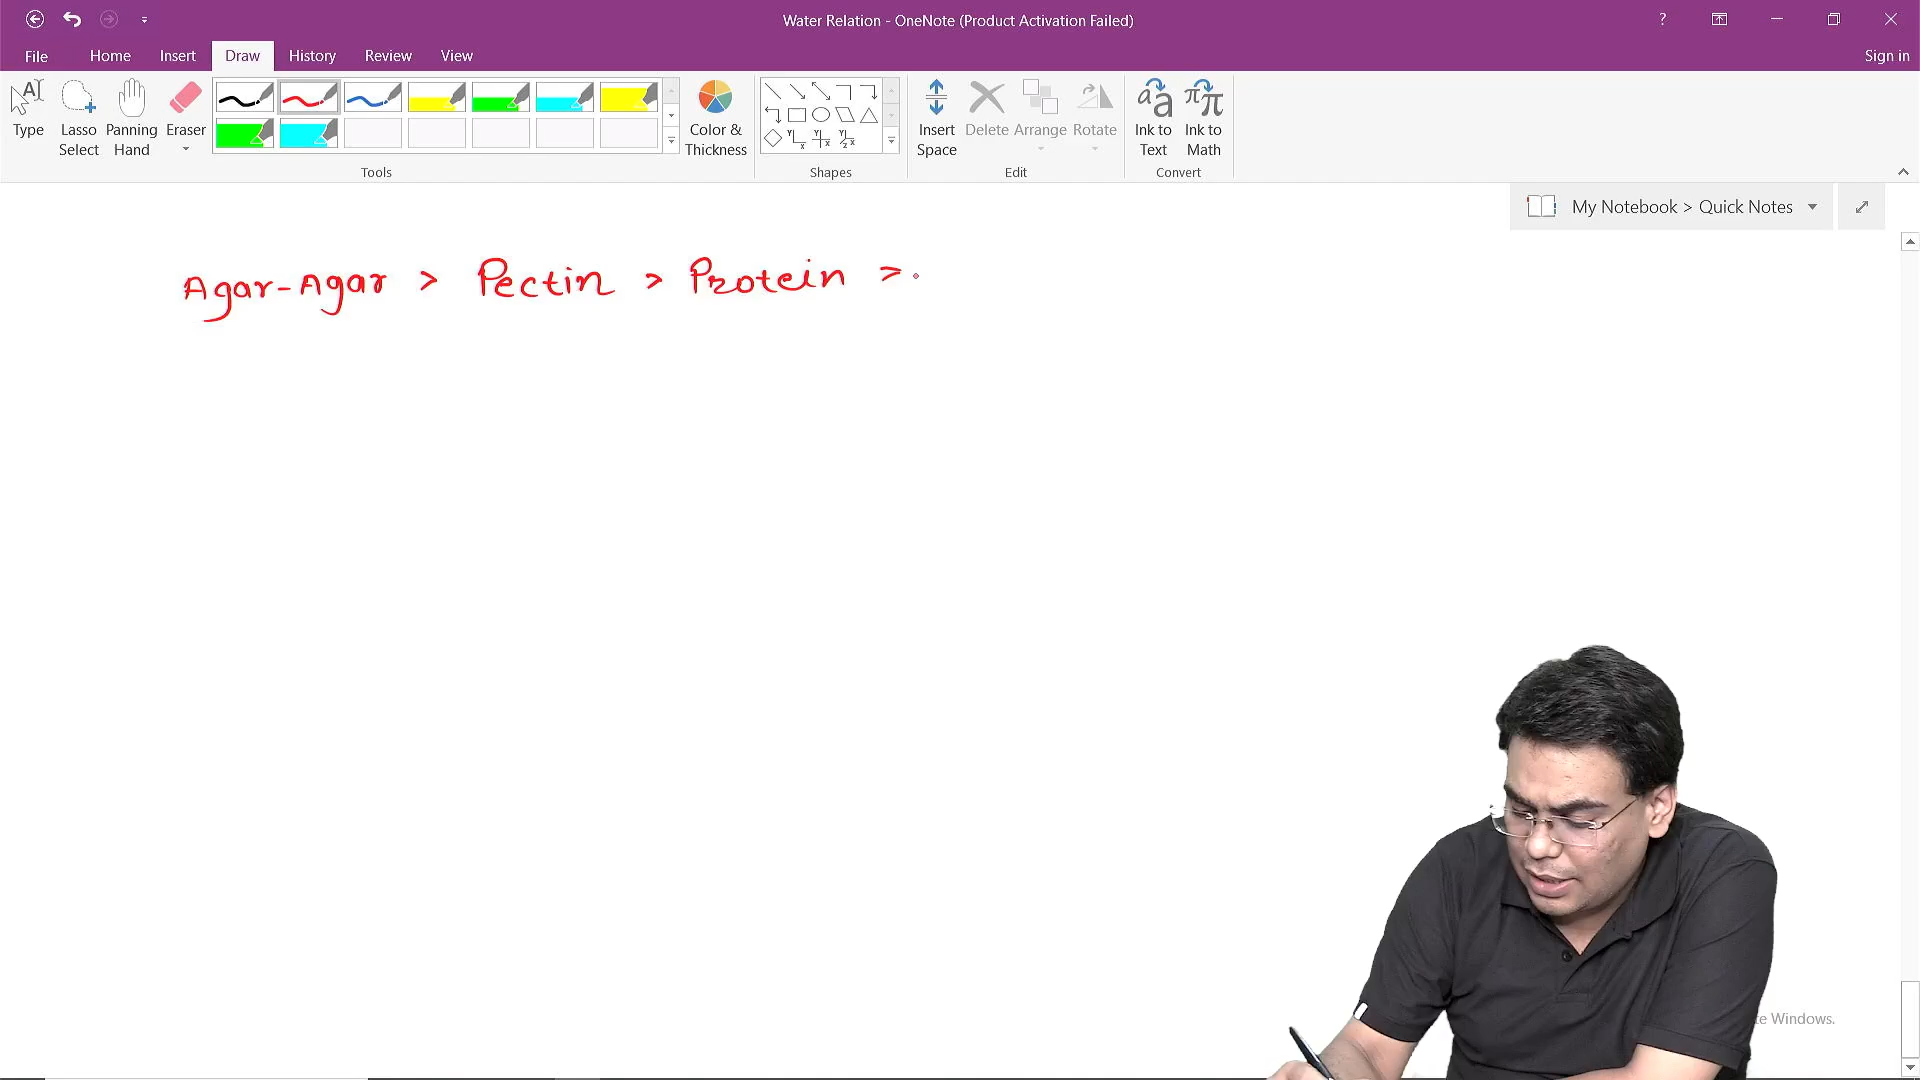 Water Relation - OneNote (Product Activation Failed)
?
File Home Insert Draw History Review View
Sign in
Type
Lasso Select
Panning Hand
Eraser
Color & Thickness
Insert Space
Delete
Arrange
Rotate
Ink to Text
Ink to Math
Tools
Shapes
Edit
Convert
My Notebook > Quick Notes
Agar-Agar > Pectin > Protein >
Windows.